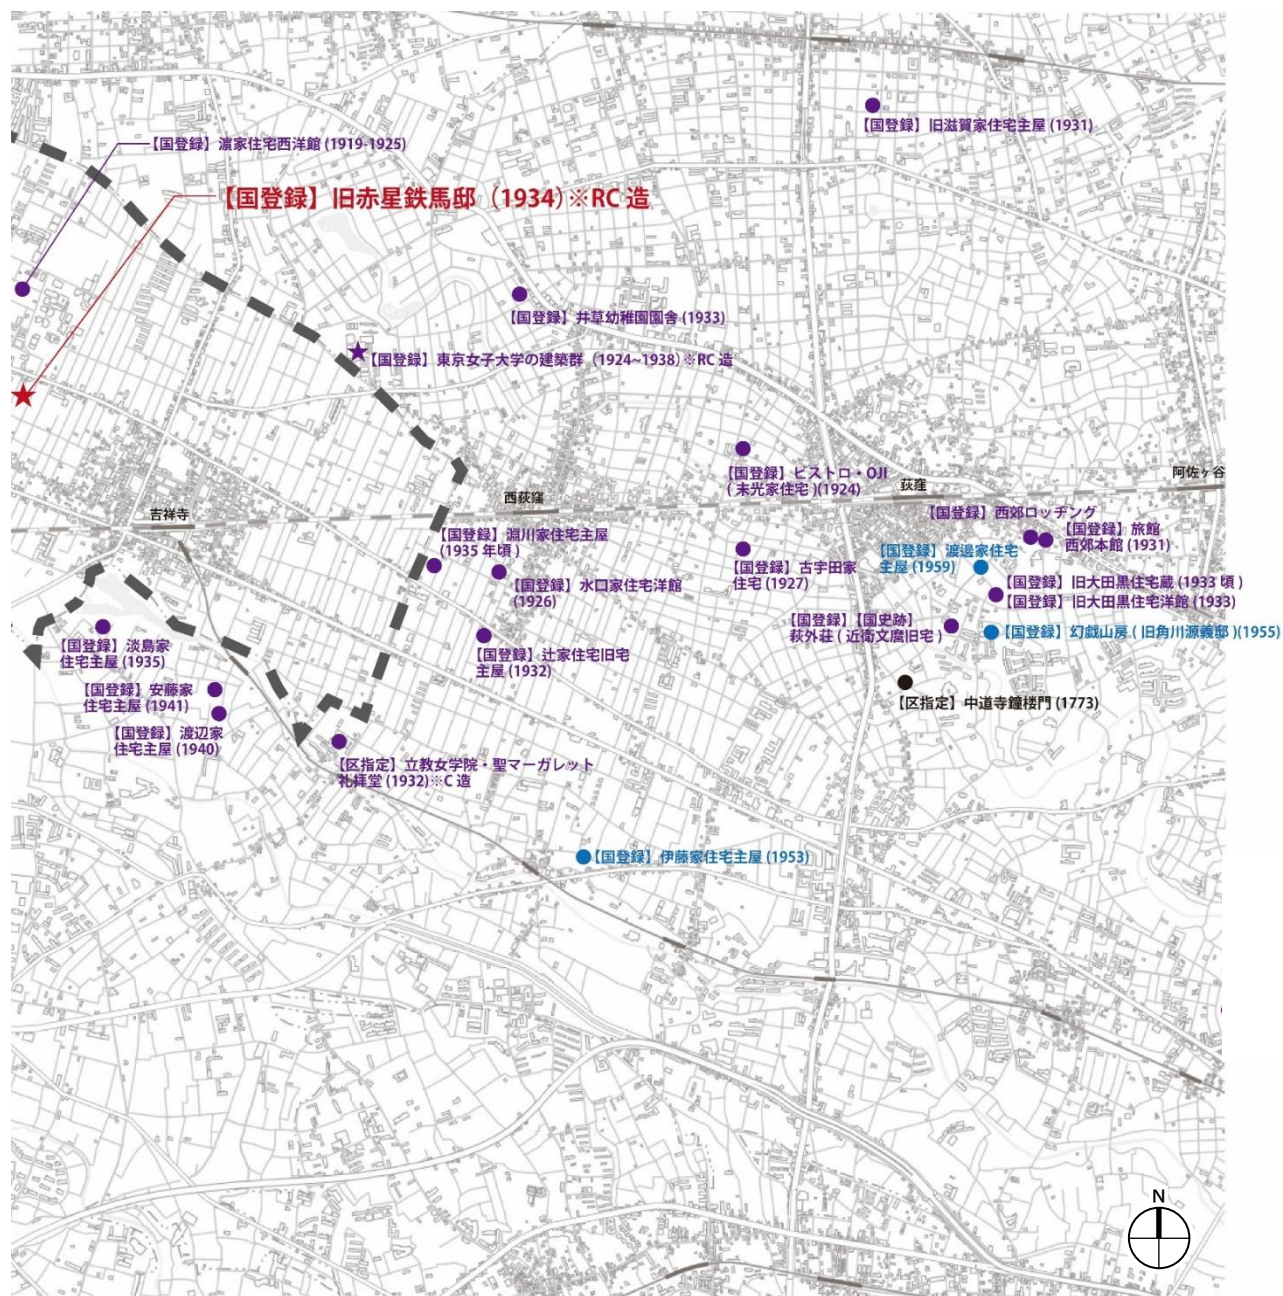 【国登録】旧滋賀家住宅主屋 (1931)
【国登録】濵家住宅西洋館 (1919-1925)
【国登録】旧赤星鉄馬邸（1934）※RC 造
【国登録】井草幼稚園園舎 (1933)
【国登録】東京女子大学の建築群（1924~1938）※RC 造
【国登録】ビストロ・OJI
( 末光家住宅 )(1924)
阿佐ヶ谷
荻窪
西荻窪
吉祥寺
【国登録】西郊ロッヂング
【国登録】旅館
西郊本館 (1931)
【国登録】淵川家住宅主屋
(1935 年頃 )
【国登録】渡邊家住宅
主屋 (1959)
【国登録】古宇田家
住宅 (1927)
【国登録】水口家住宅洋館
(1926)
【国登録】旧大田黒住宅蔵 (1933 頃 )
【国登録】旧大田黒住宅洋館 (1933)
【国登録】【国史跡】
荻外荘 ( 近衛文麿旧宅 )
【国登録】幻戯山房 ( 旧角川源義邸 )(1955)
【国登録】淡島家
住宅主屋 (1935)
【国登録】辻家住宅旧宅
主屋 (1932)
【国登録】安藤家
住宅主屋 (1941)
【区指定】中道寺鐘楼門 (1773)
【国登録】渡辺家
住宅主屋 (1940)
【区指定】立教女学院・聖マーガレット
礼拝堂 (1932)※C 造
【国登録】伊藤家住宅主屋 (1953)
N